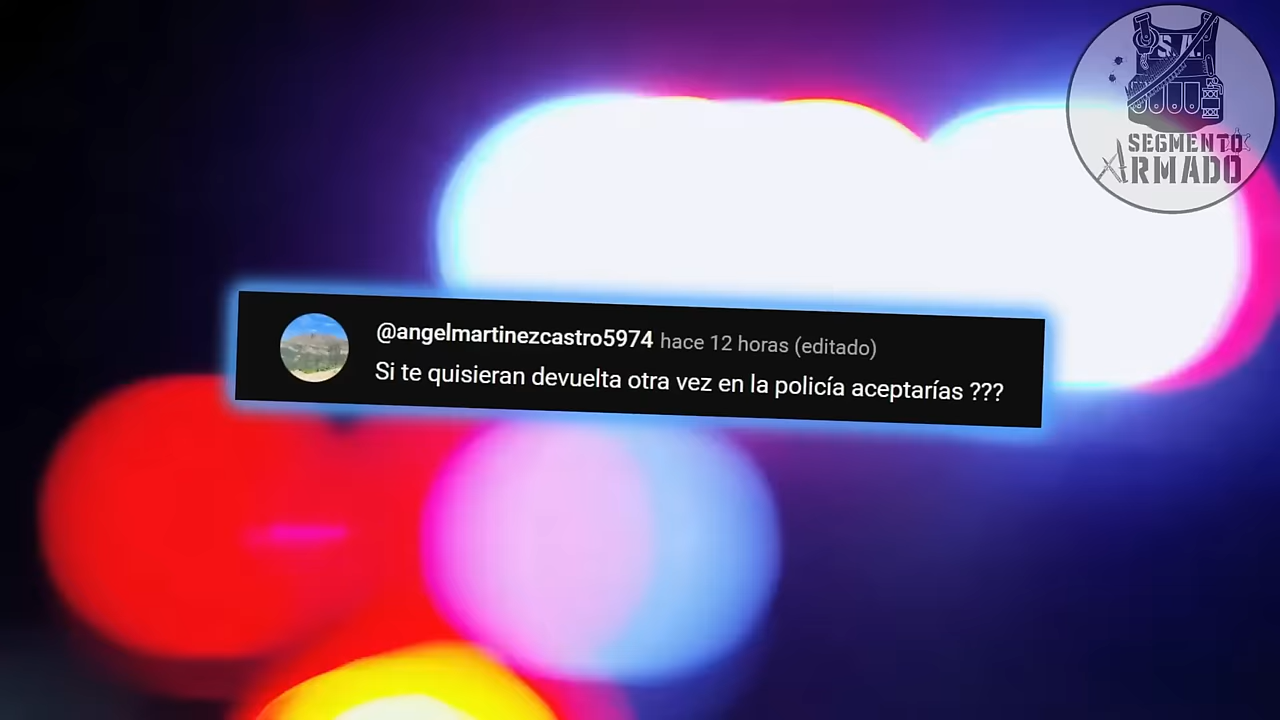 S.A.
SEGMENTO
ARMADO
@angelmartinezcastro5974 hace 12 horas (editado)
Si te quisieran devuelta otra vez en la policía aceptarías ???